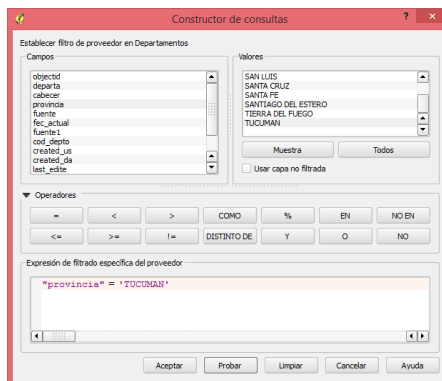 Constructor de consultas
? ×
Establecer filtro de proveedor en Departamentos
Campos
objectid
departa
cabecer
provincia
fuente
fec_actual
fuente1
cod_depto
created_us
created_da
last_edite
Valores
SAN LUIS
SANTA CRUZ
SANTA FE
SANTIAGO DEL ESTERO
TIERRA DEL FUEGO
TUCUMAN
Muestra Todos
Usar capa no filtrada
Operadores
= < > COMO % EN NO EN
<= >= != DISTINTO DE Y O NO
Expresión de filtrado específica del proveedor
"provincia" = 'TUCUMAN'
Aceptar Probar Limpiar Cancelar Ayuda